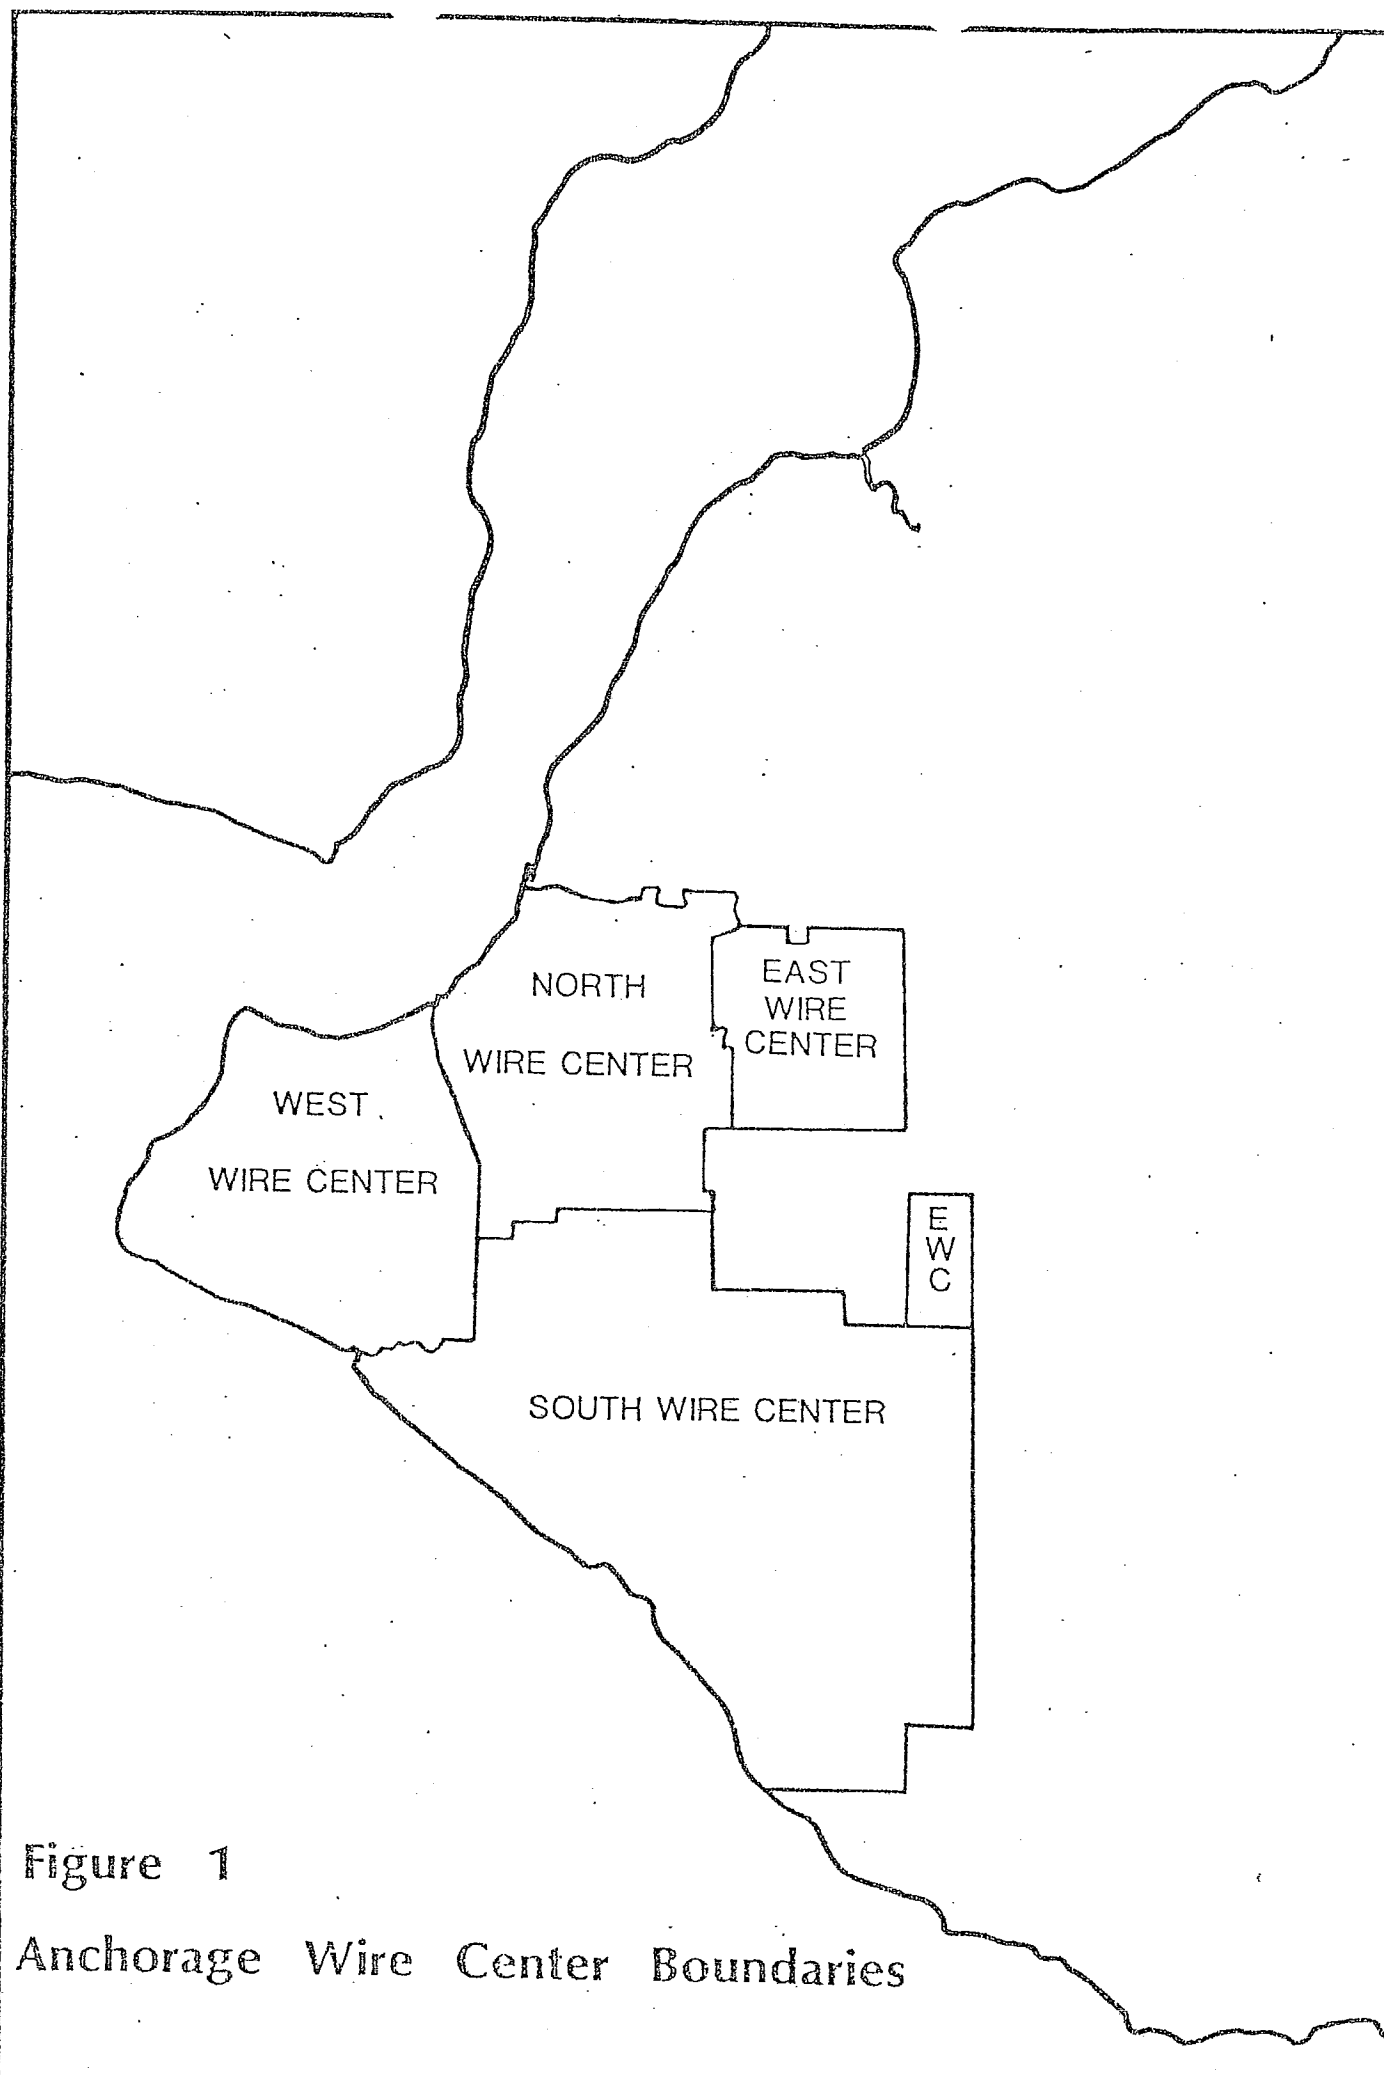 NORTH
WIRE CENTER
EAST
WIRE
CENTER
WEST
WIRE CENTER
E
W
C
SOUTH WIRE CENTER
Figure 1
Anchorage Wire Center Boundaries